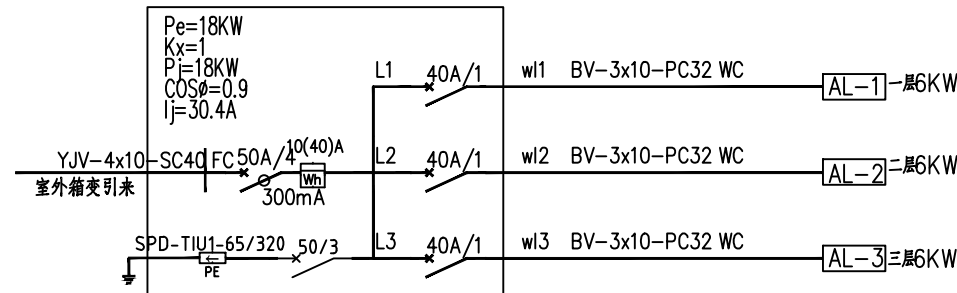 Pe=18KW
Kx=1
Pj=18KW
COSø=0.9
Ij=30.4A
L1 40A/1 wl1 BV-3x10-PC32 WC AL-1 一层6KW
YJV-4x10-SC40 FC 50A/4 10(40)A L2 40A/1 wl2 BV-3x10-PC32 WC AL-2 二层6KW
Wh
室外箱变引来 300mA
SPD-TIU1-65/320 50/3 L3 40A/1 wl3 BV-3x10-PC32 WC AL-3 三层6KW
PE